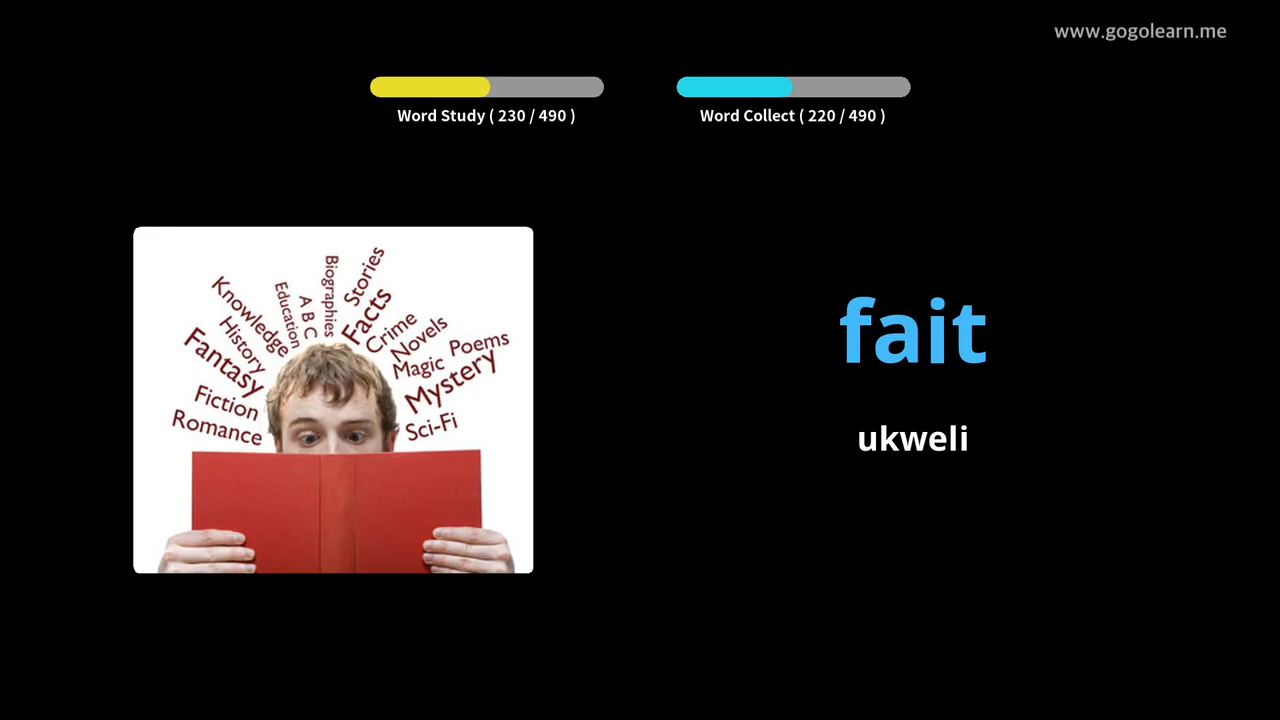 www.gogolearn.me
Word Study ( 230 / 490 )
Word Collect ( 220 / 490 )
Knowledge
Education
A B C
Biographies
Stories
Facts
History
Crime
Novels
Fantasy
Magic
Poems
Mystery
Fiction
Romance
Sci-Fi
fait
ukweli